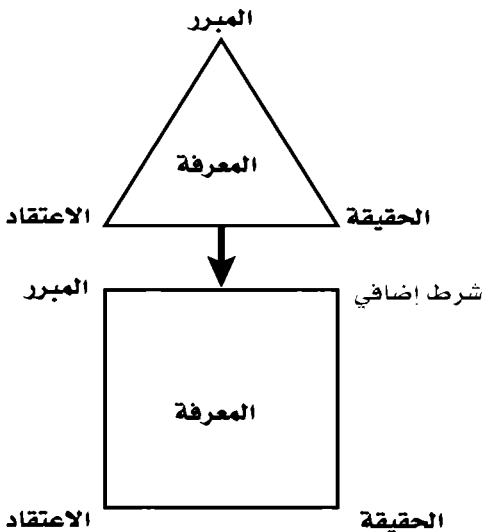 المبرر
المعرفة
الحقيقة الاعتقاد
شرط إضافي المبرر
المعرفة
الحقيقة الاعتقاد